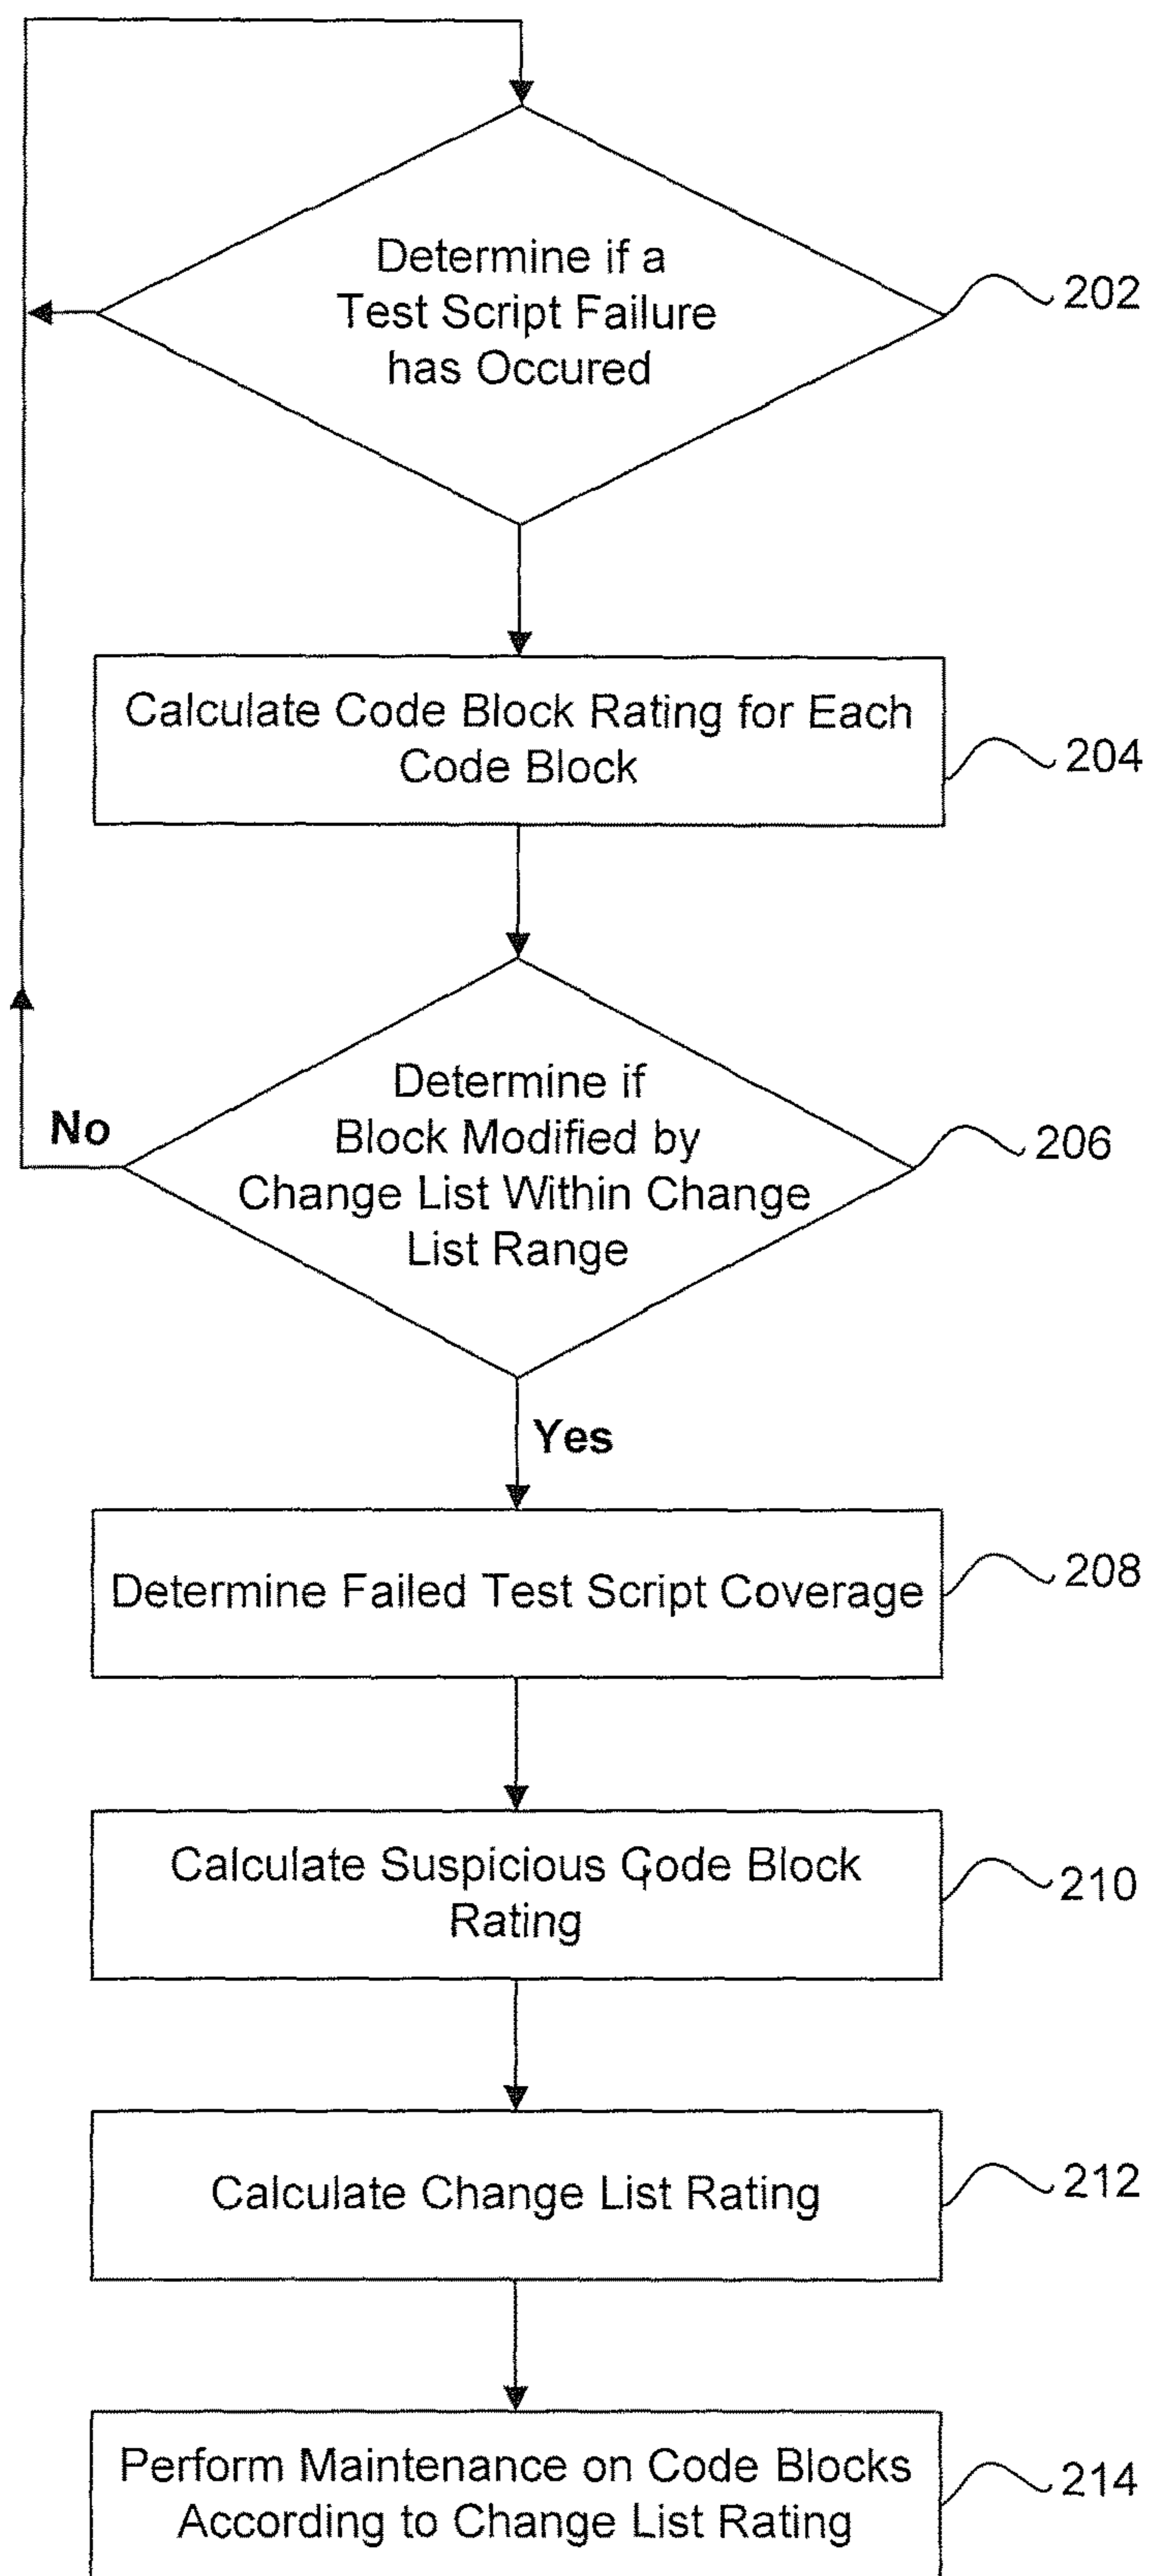 Determine if a
Test Script Failure
has Occured
202
Calculate Code Block Rating for Each
Code Block
204
Determine if
Block Modified by
Change List Within Change
List Range
206
No
Yes
Determine Failed Test Script Coverage
208
Calculate Suspicious Code Block
Rating
210
Calculate Change List Rating
212
Perform Maintenance on Code Blocks
According to Change List Rating
214